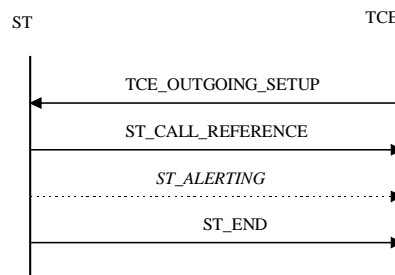 ST
TCE
TCE_OUTGOING_SETUP
ST_CALL_REFERENCE
ST_ALERTING
ST_END